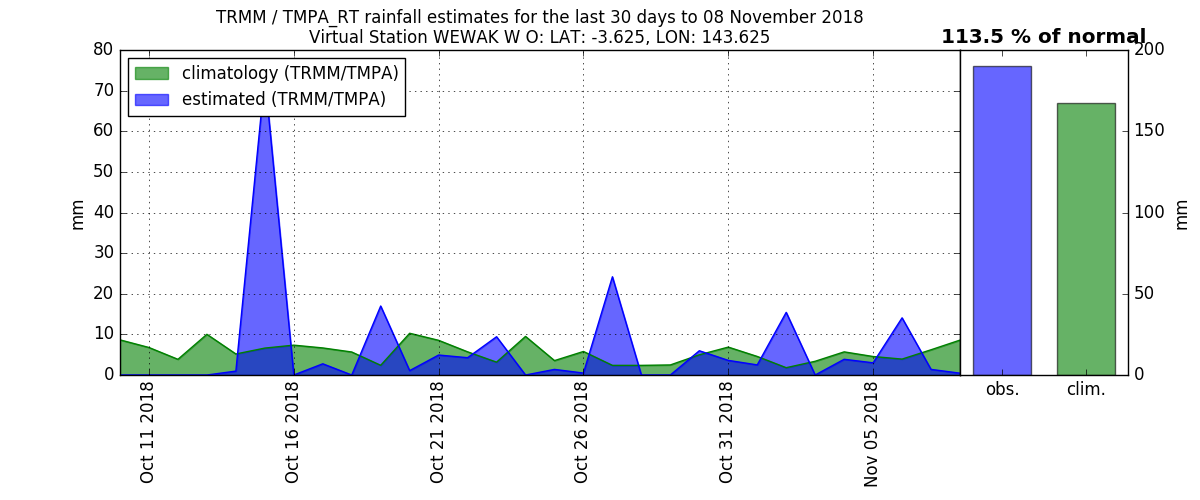 TRMM / TMPA_RT rainfall estimates for the last 30 days to 08 November 2018
Virtual Station WEWAK W O: LAT: -3.625, LON: 143.625
113.5 % of normal
climatology (TRMM/TMPA)
estimated (TRMM/TMPA)
80
70
60
50
40
30
20
10
0
mm
Oct 11 2018
Oct 16 2018
Oct 21 2018
Oct 26 2018
Oct 31 2018
Nov 05 2018
obs.
clim.
200
150
100
50
0
mm